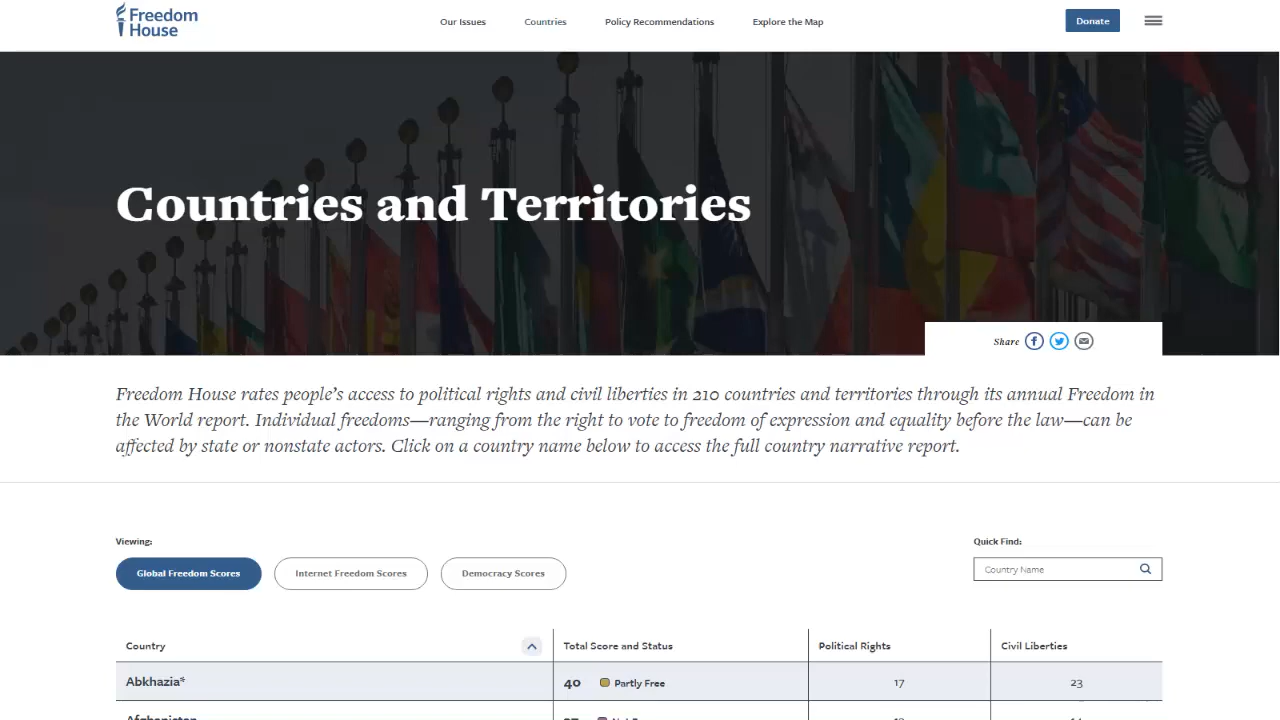 Freedom
House
Our Issues
Countries
Policy Recommendations
Explore the Map
Donate
Countries and Territories
Share
Freedom House rates people's access to political rights and civil liberties in 210 countries and territories through its annual Freedom in
the World report. Individual freedoms—ranging from the right to vote to freedom of expression and equality before the law—can be
affected by state or nonstate actors. Click on a country name below to access the full country narrative report.
Viewing:
Quick Find:
Global Freedom Scores
Internet Freedom Scores
Democracy Scores
Country Name
Country
Total Score and Status
Political Rights
Civil Liberties
Abkhazia*
40
Partly Free
17
23
Afghanistan